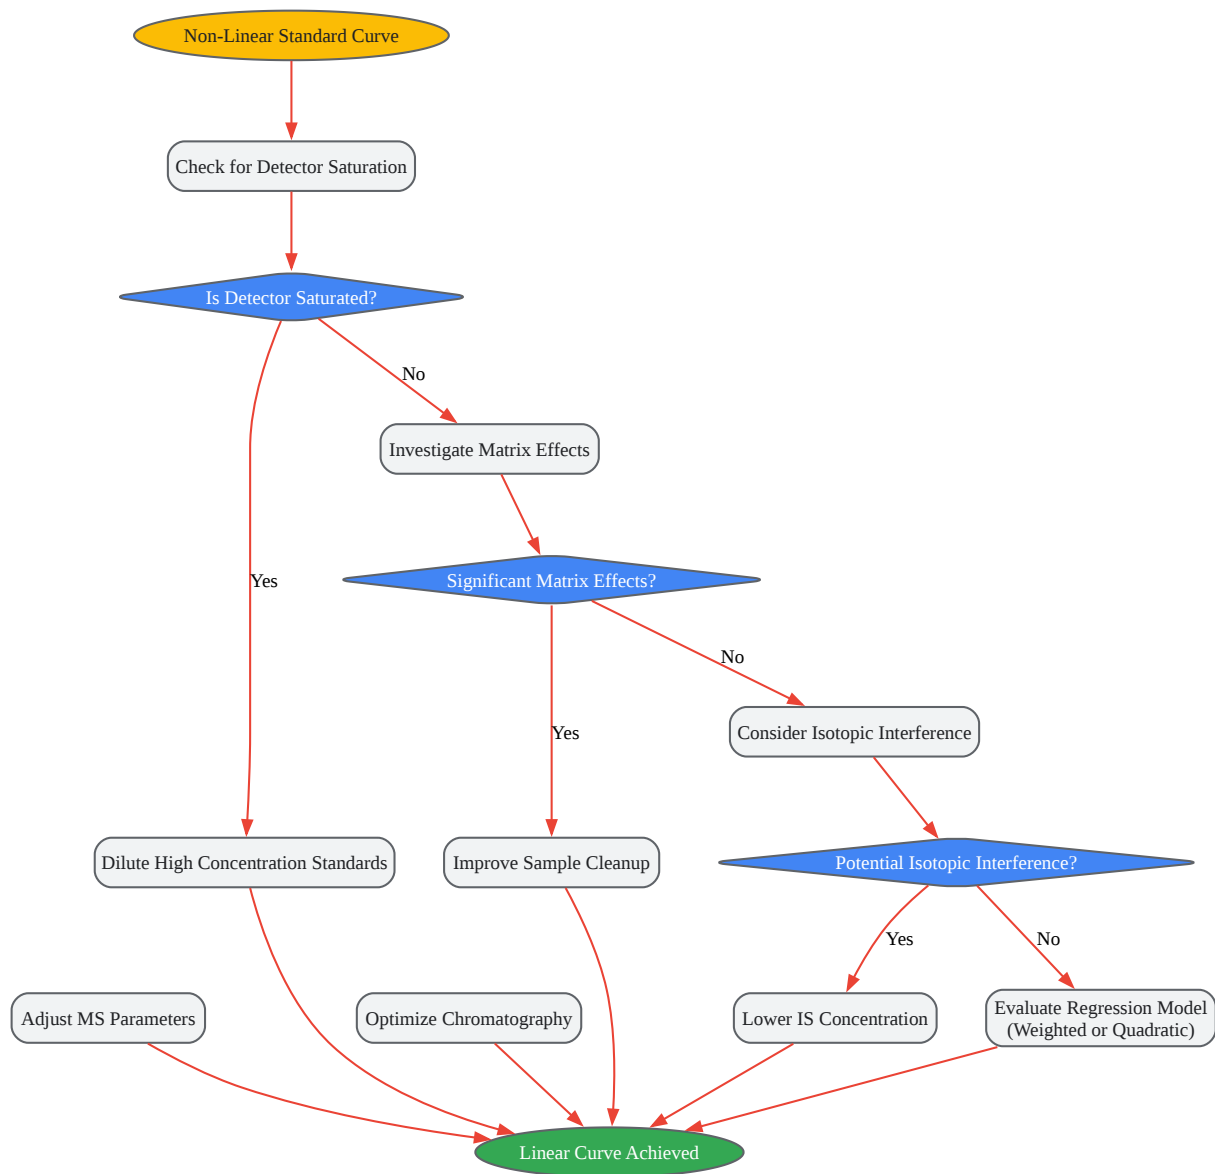 Non-Linear Standard Curve
Check for Detector Saturation
Is Detector Saturated?
No
Investigate Matrix Effects
Yes
Significant Matrix Effects?
No
Consider Isotopic Interference
Yes
Dilute High Concentration Standards
Improve Sample Cleanup
Potential Isotopic Interference?
Yes
No
Adjust MS Parameters
Optimize Chromatography
Lower IS Concentration
Evaluate Regression Model
(Weighted or Quadratic)
Linear Curve Achieved